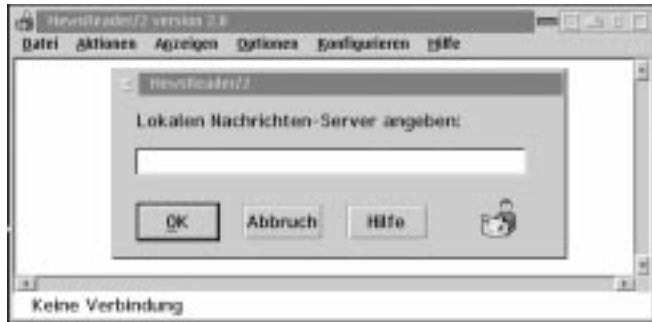 NewsReader/2 version 2.0
Datei Aktionen Anzeigen Optionen Konfigurieren Hilfe
NewsReader/2
Lokalen Nachrichten-Server angeben:
OK Abbruch Hilfe
Keine Verbindung